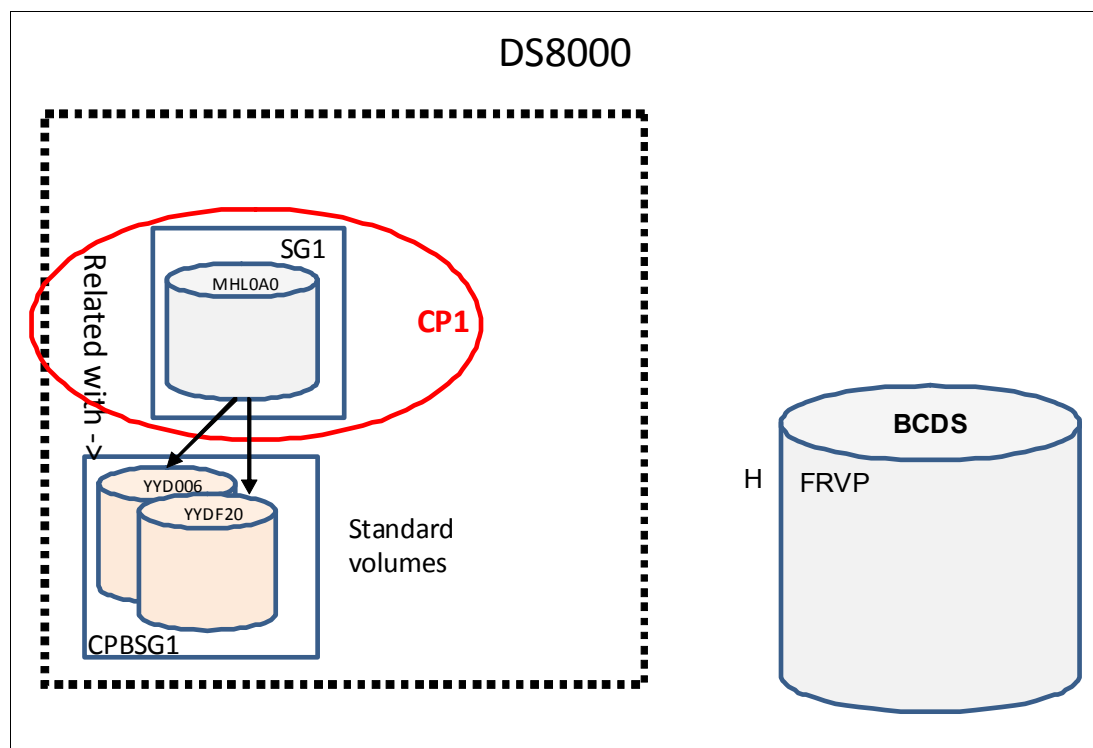 DS8000
SG1
MHL0A0
CP1
Related with ->
YYD006
YYDF20
Standard
volumes
CPBSG1
BCDS
H
FRVP